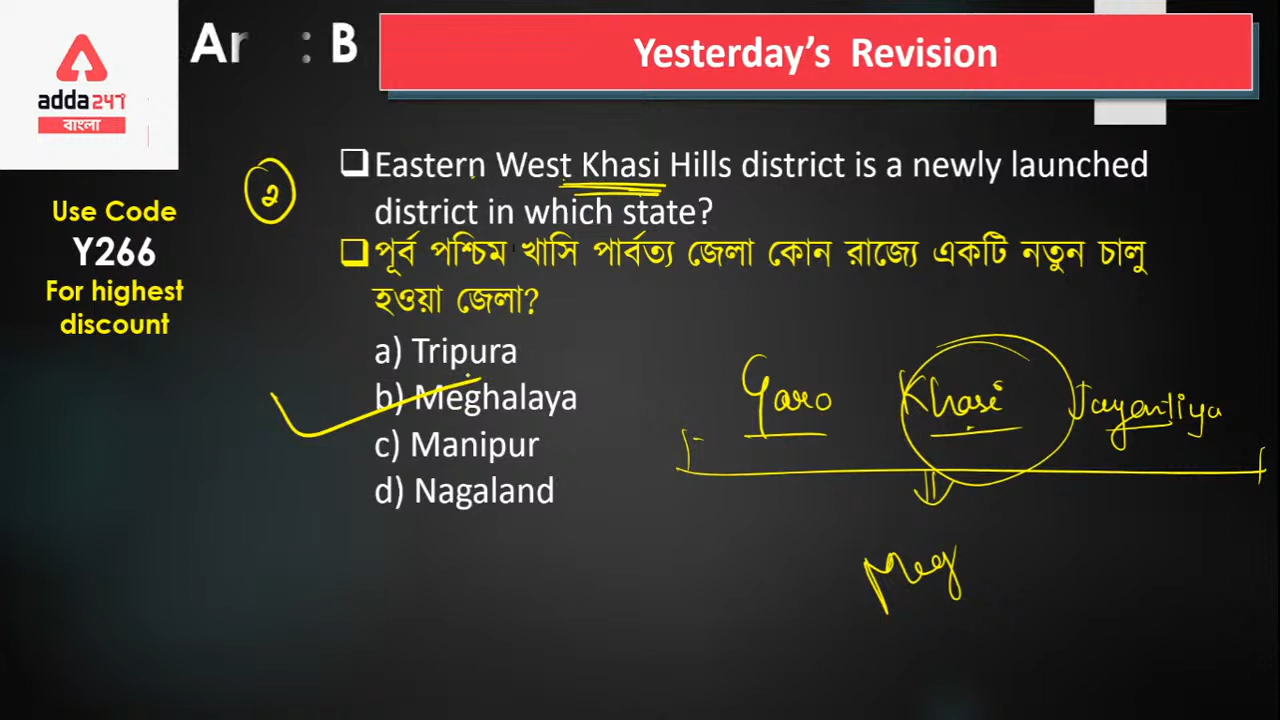 Ar : B
Yesterday's Revision
adda247
বাংলা
Use Code
Y266
For highest
discount
২
Eastern West Khasi Hills district is a newly launched
district in which state?
পূর্ব পশ্চিম খাসি পার্বত্য জেলা কোন রাজ্যে একটি নতুন চালু
হওয়া জেলা?
a) Tripura
b) Meghalaya
c) Manipur
d) Nagaland
Garo Khasi Jayantiya
Meg